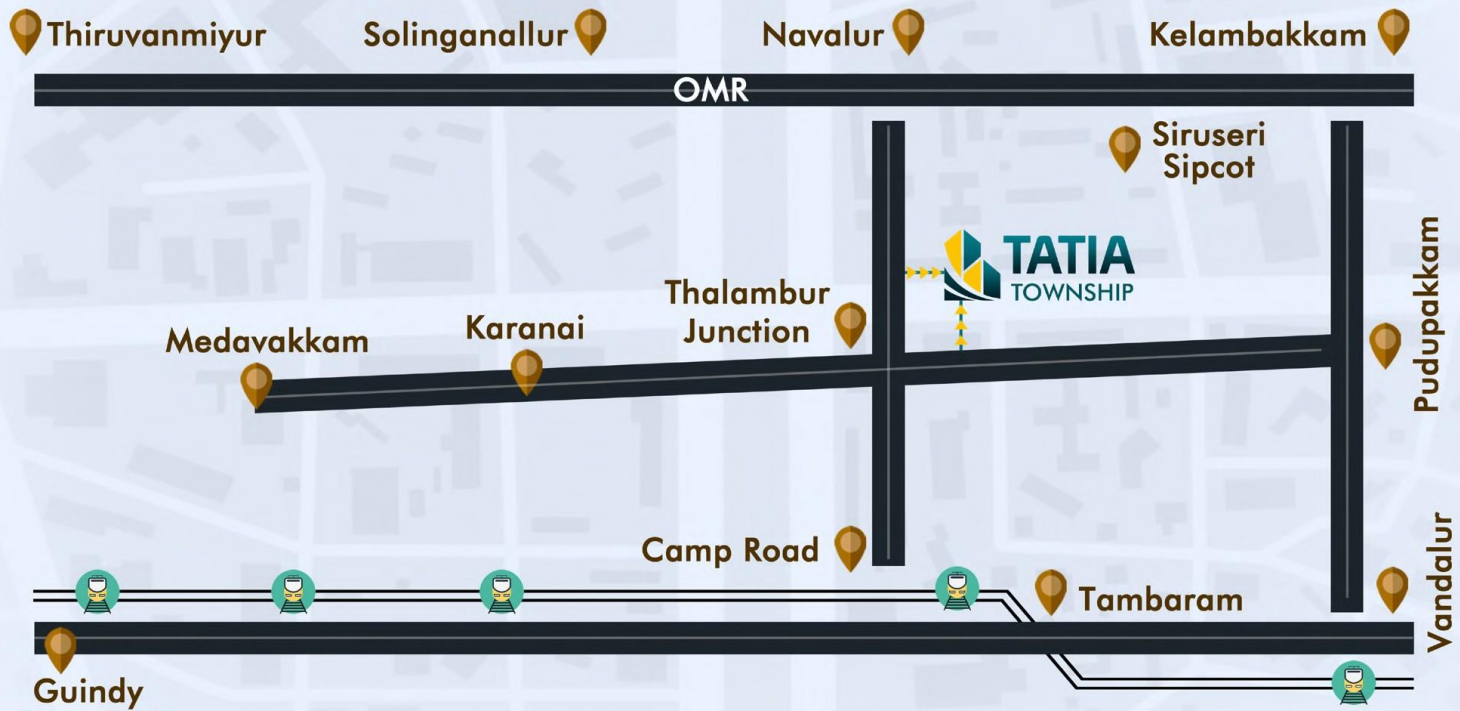 Thiruvanmiyur
Solinganallur
Navalur
Kelambakkam
OMR
Siruseri
Sipcot
TATIA
TOWNSHIP
Thalambur
Junction
Karanai
Medavakkam
Pudupakkam
Camp Road
Tambaram
Vandalur
Guindy